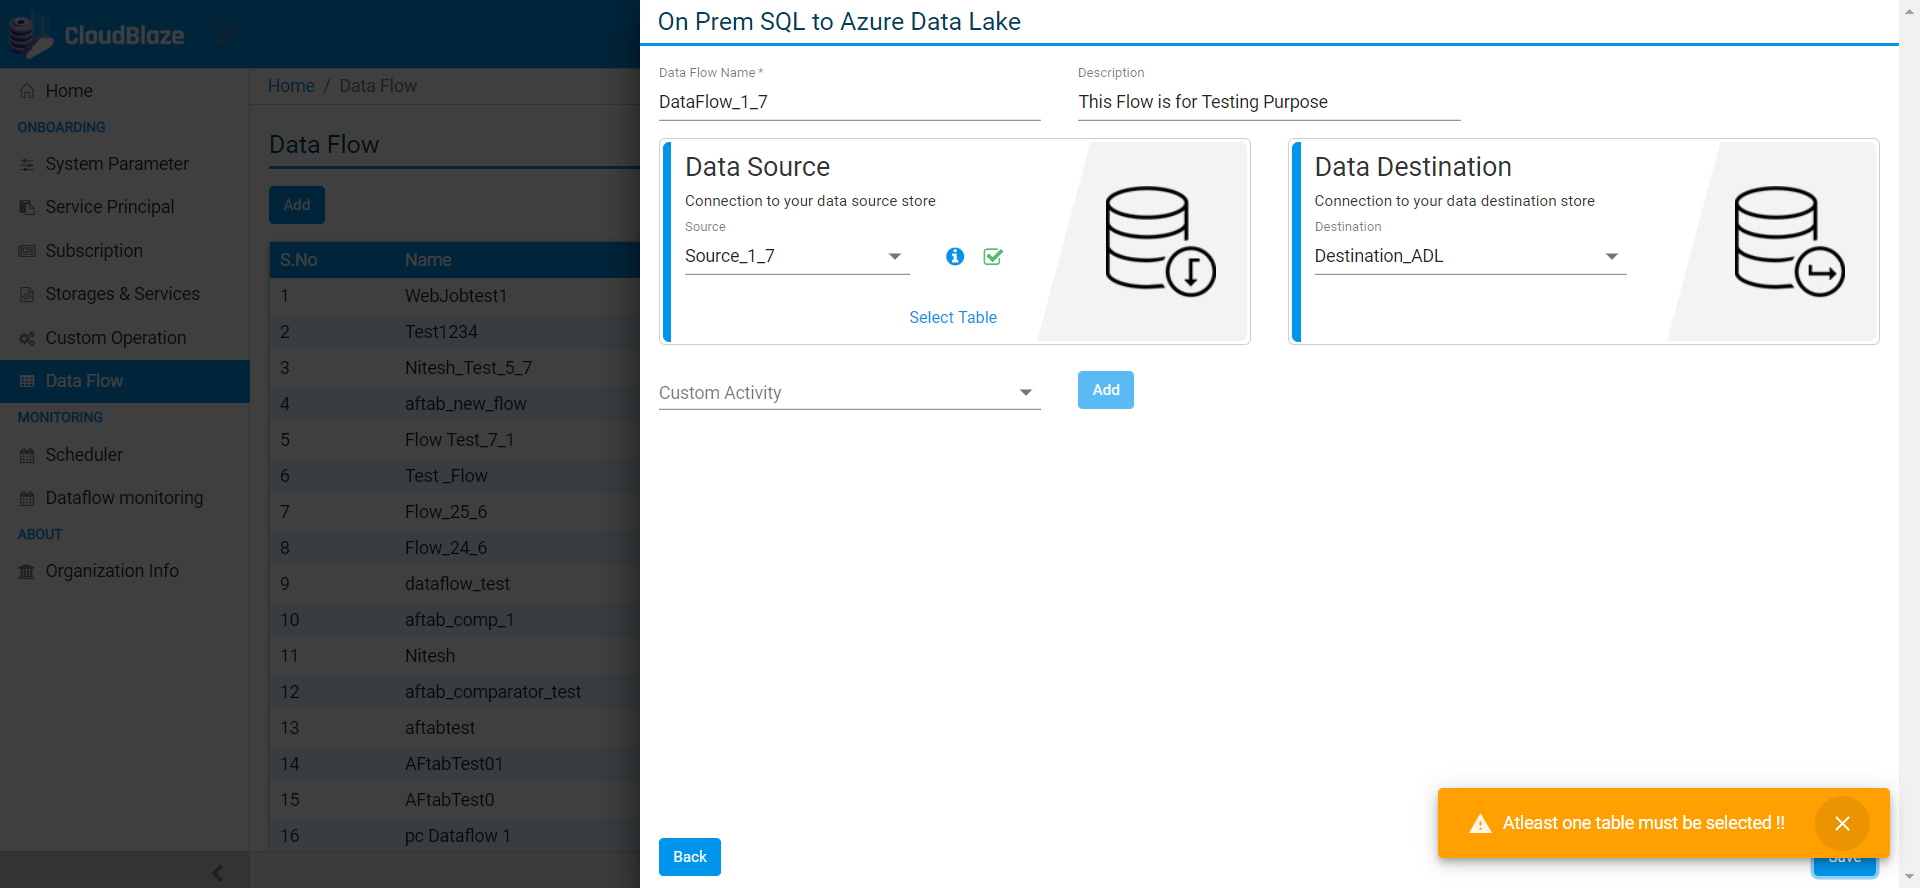 CloudBlaze
Home
ONBOARDING
System Parameter
Service Principal
Subscription
Storages & Services
Custom Operation
Data Flow
MONITORING
Scheduler
Dataflow monitoring
ABOUT
Organization Info
Home / Data Flow
Data Flow
Add
S.No Name
1 WebJobtest1
2 Test1234
3 Nitesh_Test_5_7
4 aftab_new_flow
5 Flow Test_7_1
6 Test _Flow
7 Flow_25_6
8 Flow_24_6
9 dataflow_test
10 aftab_comp_1
11 Nitesh
12 aftab_comparator_test
13 aftabtest
14 AFtabTest01
15 AFtabTest0
16 pc Dataflow 1
On Prem SQL to Azure Data Lake
Data Flow Name *
DataFlow_1_7
Description
This Flow is for Testing Purpose
Data Source
Connection to your data source store
Source
Source_1_7
Select Table
Data Destination
Connection to your data destination store
Destination
Destination_ADL
Custom Activity
Add
Atleast one table must be selected !!
Back
Save